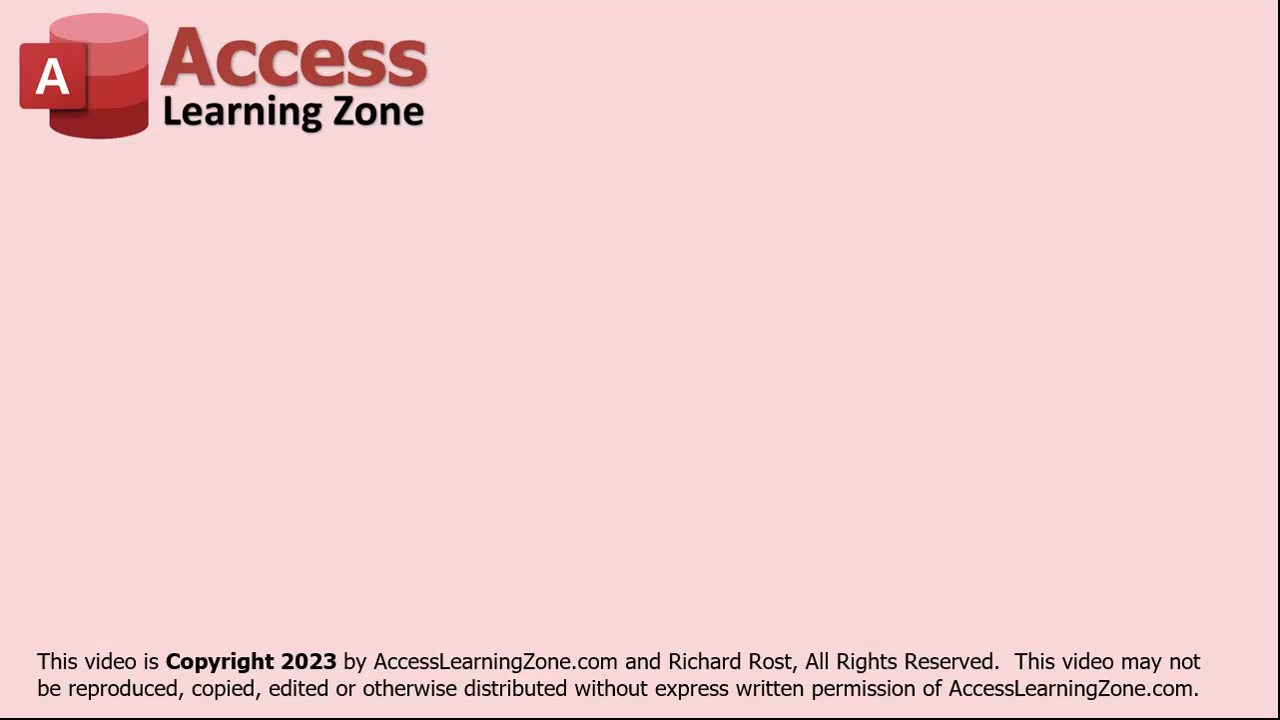 A
Access
Learning Zone
This video is Copyright 2023 by AccessLearningZone.com and Richard Rost, All Rights Reserved.  This video may not
be reproduced, copied, edited or otherwise distributed without express written permission of AccessLearningZone.com.